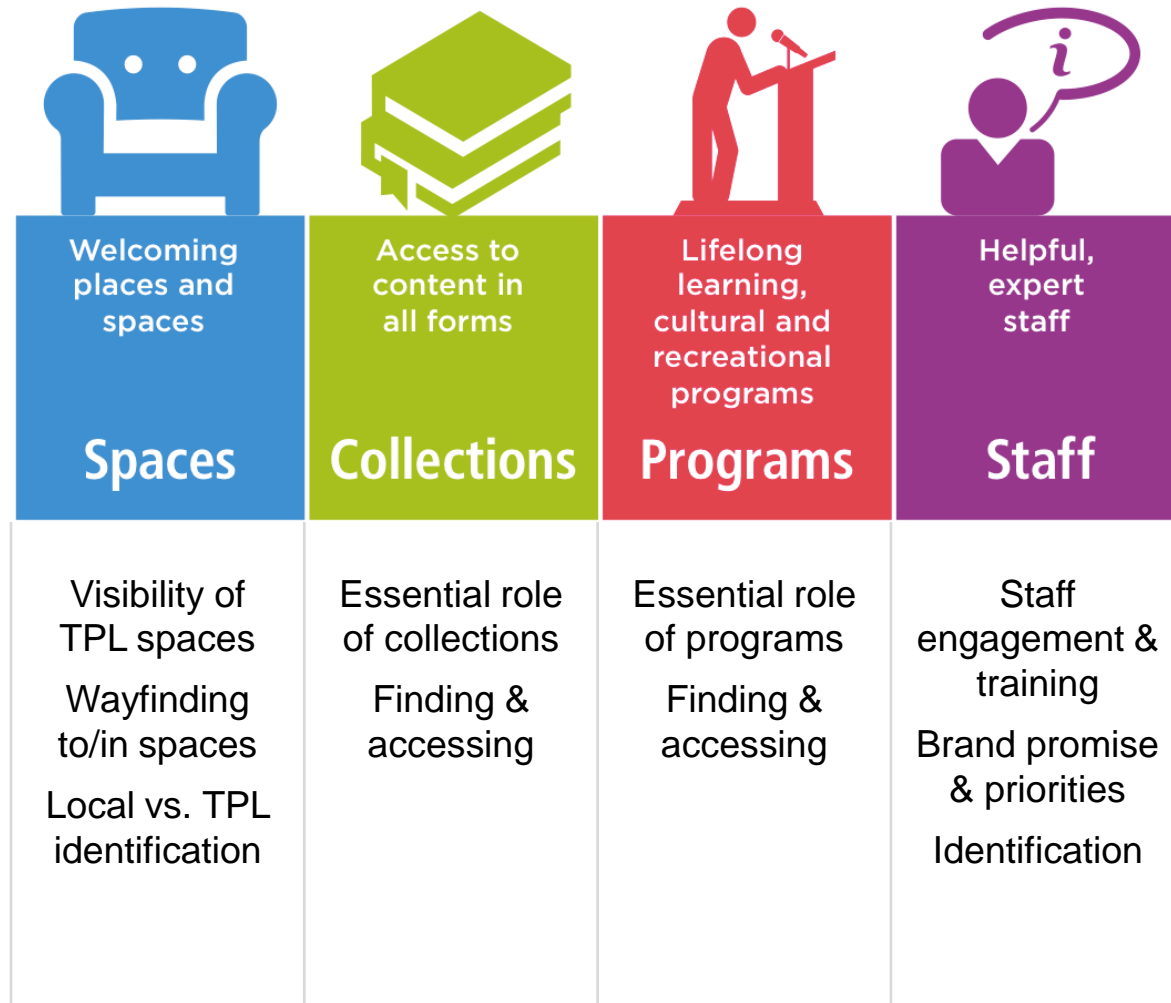 i
Welcoming
places and
spaces
Spaces
Access to
content in
all forms
Collections
Lifelong
learning,
cultural and
recreational
programs
Programs
Helpful,
expert
staff
Staff
Visibility of
TPL spaces
Wayfinding
to/in spaces
Local vs. TPL
identification
Essential role
of collections
Finding &
accessing
Essential role
of programs
Finding &
accessing
Staff
engagement &
training
Brand promise
& priorities
Identification